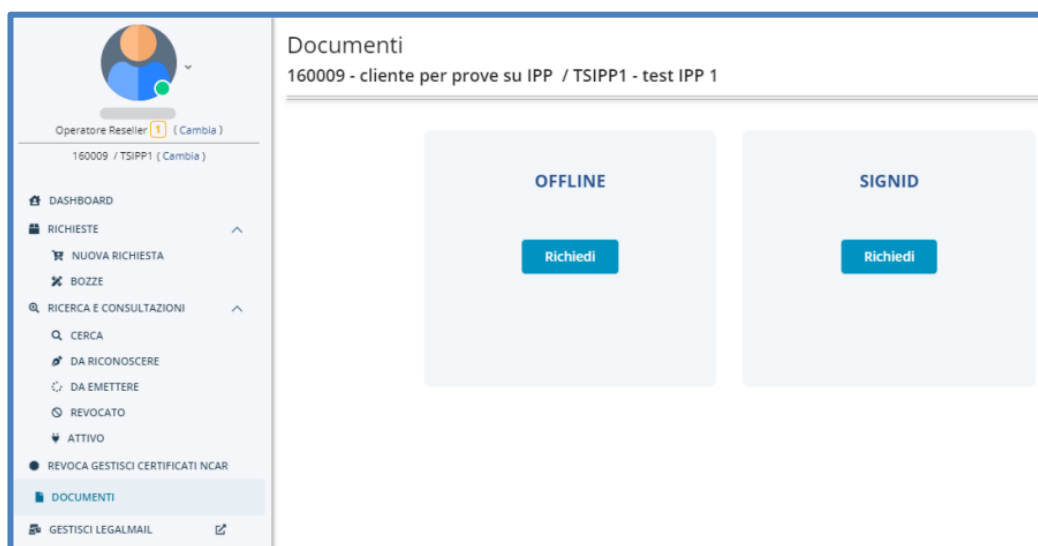 Operatore Reseller 1 ( Cambia )
160009 / TSIPP1 ( Cambia )
DASHBOARD
RICHIESTE
NUOVA RICHIESTA
BOZZE
RICERCA E CONSULTAZIONI
CERCA
DA RICONOSCERE
DA EMETTERE
REVOCATO
ATTIVO
REVOCA GESTISCI CERTIFICATI NCAR
DOCUMENTI
GESTISCI LEGALMAIL
Documenti
160009 - cliente per prove su IPP / TSIPP1 - test IPP 1
OFFLINE
Richiedi
SIGNID
Richiedi